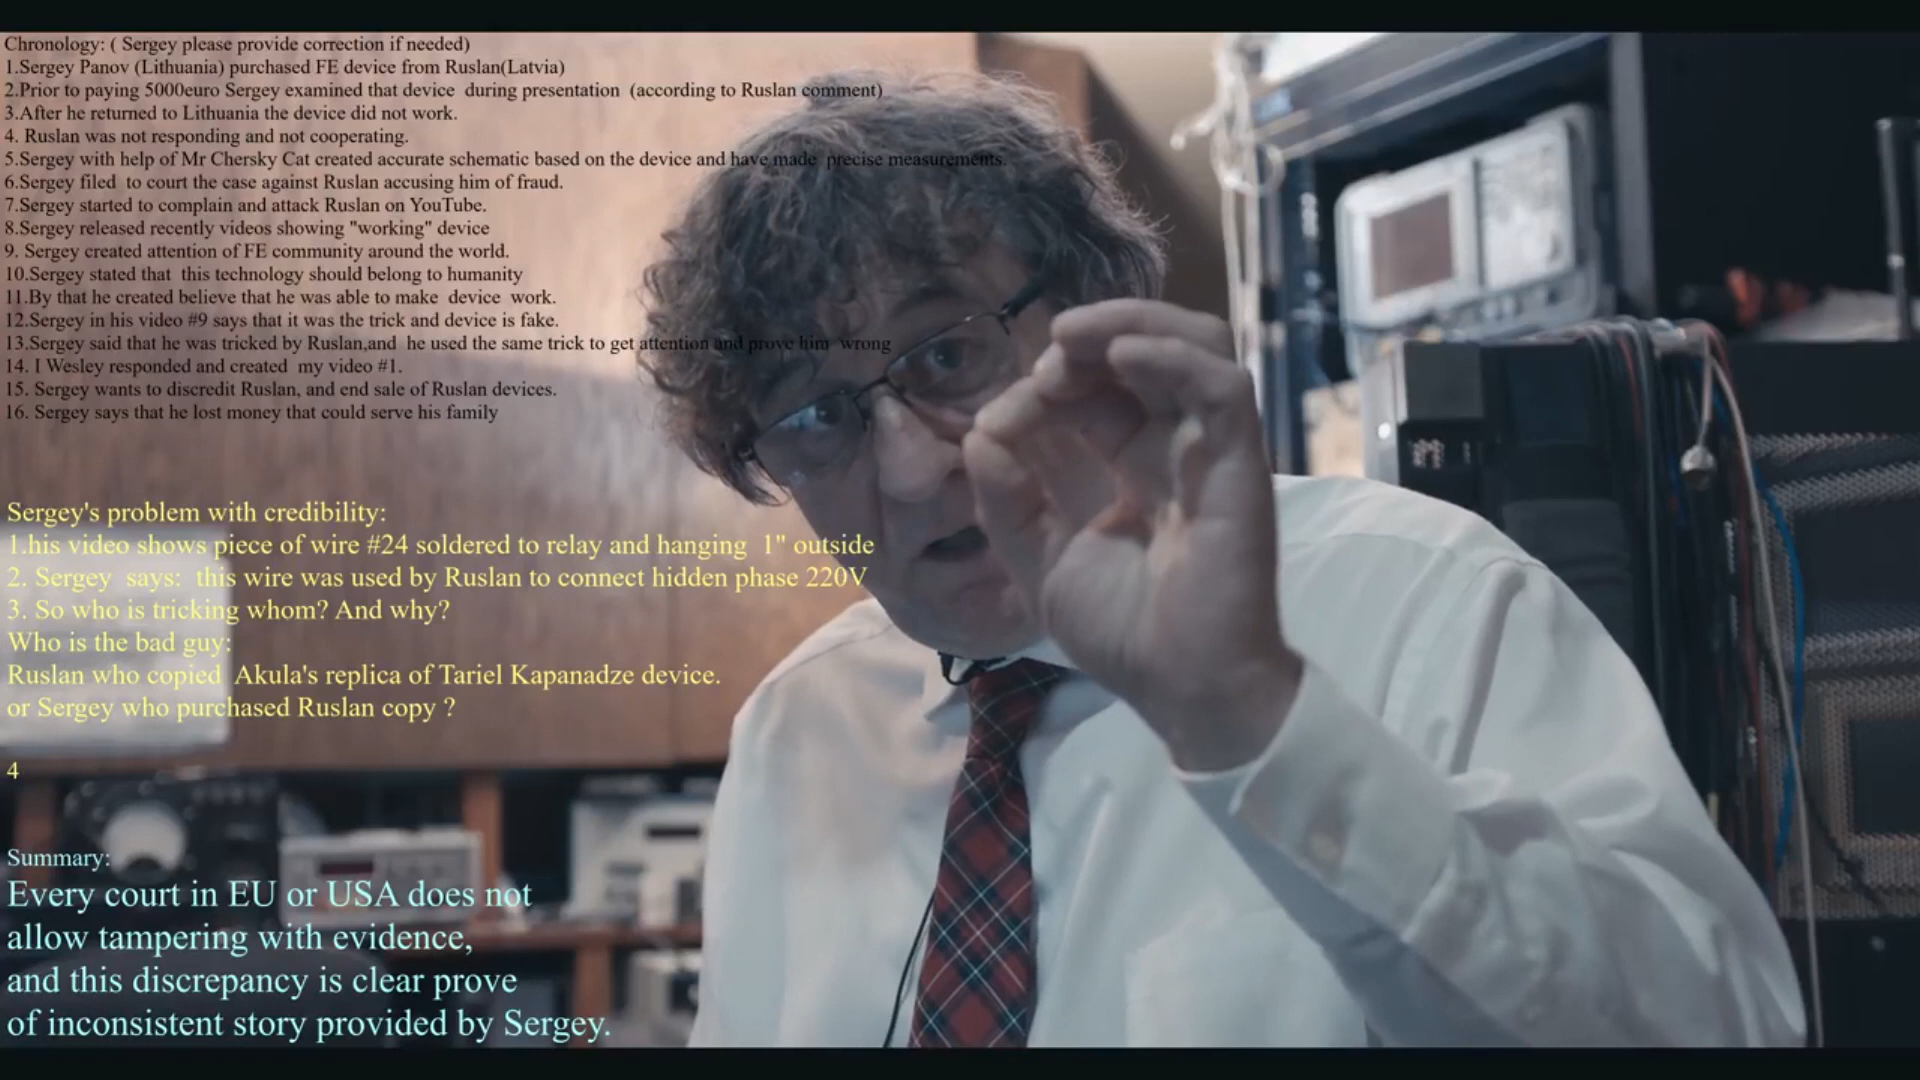 Chronology: ( Sergey please provide correction if needed)
1.Sergey Panov (Lithuania) purchased FE device from Ruslan(Latvia)
2.Prior to paying 5000euro Sergey examined that device  during presentation  (according to Ruslan comment)
3.After he returned to Lithuania the device did not work.
4. Ruslan was not responding and not cooperating.
5.Sergey with help of Mr Chersky Cat created accurate schematic based on the device and have made  precise measurements.
6.Sergey filed  to court the case against Ruslan accusing him of fraud.
7.Sergey started to complain and attack Ruslan on YouTube.
8.Sergey released recently videos showing "working" device
9. Sergey created attention of FE community around the world.
10.Sergey stated that  this technology should belong to humanity
11.By that he created believe that he was able to make  device  work.
12.Sergey in his video #9 says that it was the trick and device is fake.
13.Sergey said that he was tricked by Ruslan,and  he used the same trick to get attention and prove him  wrong
14. I Wesley responded and created  my video #1.
15. Sergey wants to discredit Ruslan, and end sale of Ruslan devices.
16. Sergey says that he lost money that could serve his family
Sergey's problem with credibility:
1.his video shows piece of wire #24 soldered to relay and hanging  1" outside
2. Sergey  says:  this wire was used by Ruslan to connect hidden phase 220V
3. So who is tricking whom? And why?
Who is the bad guy:
Ruslan who copied  Akula's replica of Tariel Kapanadze device.
or Sergey who purchased Ruslan copy ?
4
Summary:
Every court in EU or USA does not
allow tampering with evidence,
and this discrepancy is clear prove
of inconsistent story provided by Sergey.